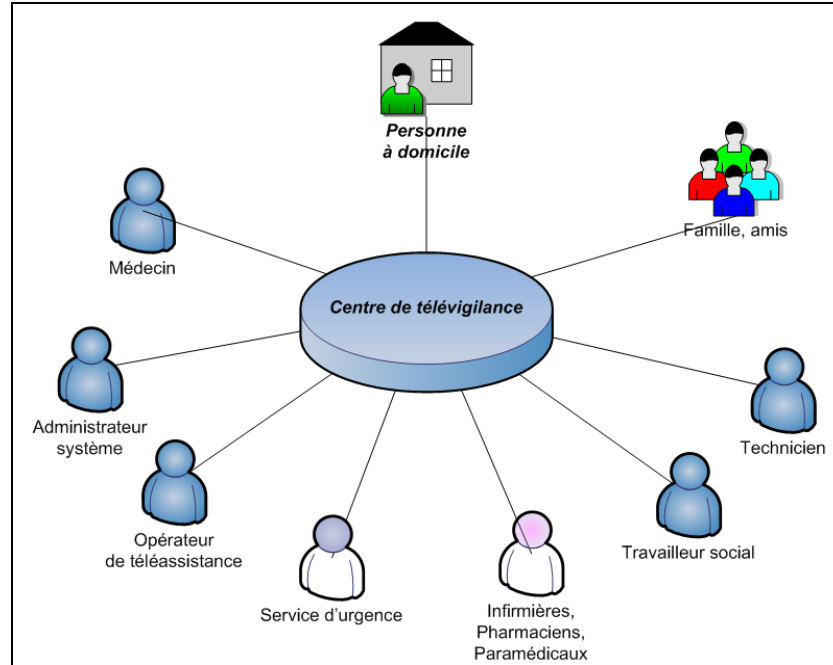 Personne
à domicile
Famille, amis
Médecin
Centre de télévigilance
Administrateur
système
Technicien
Opérateur
de téléassistance
Travailleur social
Service d'urgence
Infirmières,
Pharmaciens,
Paramédicaux